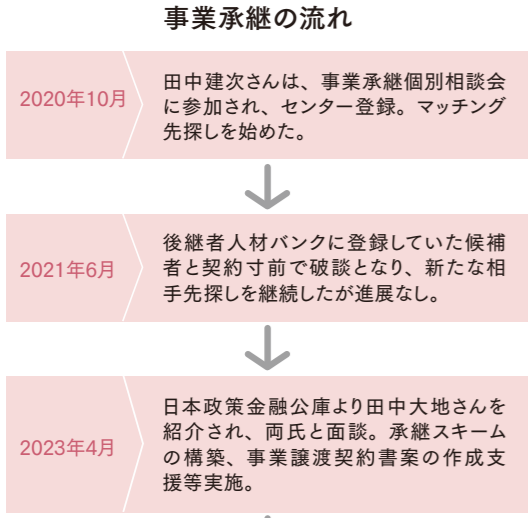 事業承継の流れ
2020年10月
田中建次さんは、事業承継個別相談会
に参加され、センター登録。マッチング
先探しを始めた。
2021年6月
後継者人材バンクに登録していた候補
者と契約寸前で破談となり、新たな相
手先探しを継続したが進展なし。
2023年4月
日本政策金融公庫より田中大地さんを
紹介され、両氏と面談。承継スキーム
の構築、事業譲渡契約書案の作成支
援等実施。